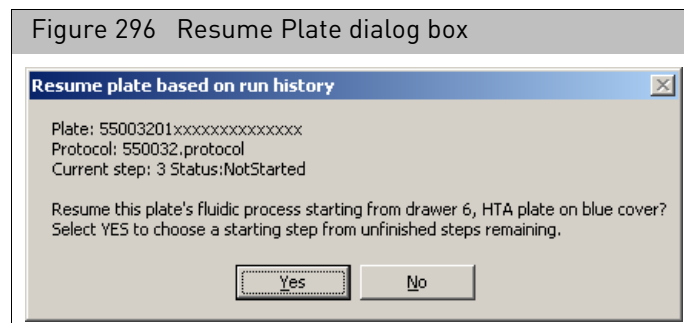 Figure 296 Resume Plate dialog box
Resume plate based on run history
Plate: 55003201xxxxxxxxxxxxxx
Protocol: 550032.protocol
Current step: 3 Status:NotStarted
Resume this plate's fluidic process starting from drawer 6, HTA plate on blue cover?
Select YES to choose a starting step from unfinished steps remaining.
Yes No